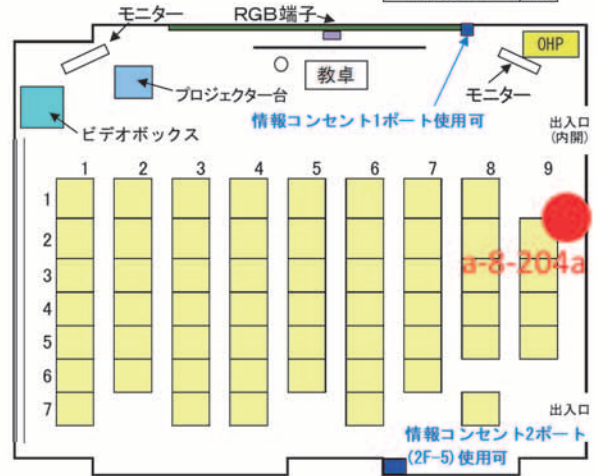 モニター
RGB端子
OHP
教卓
プロジェクター台
モニター
情報コンセント1ポート使用可
ビデオボックス
出入口
(内開)
1 2 3 4 5 6 7 8 9
1
2
3
4
5
6
7
a-8-204a
出入口
情報コンセント2ポート
(2F-5)使用可